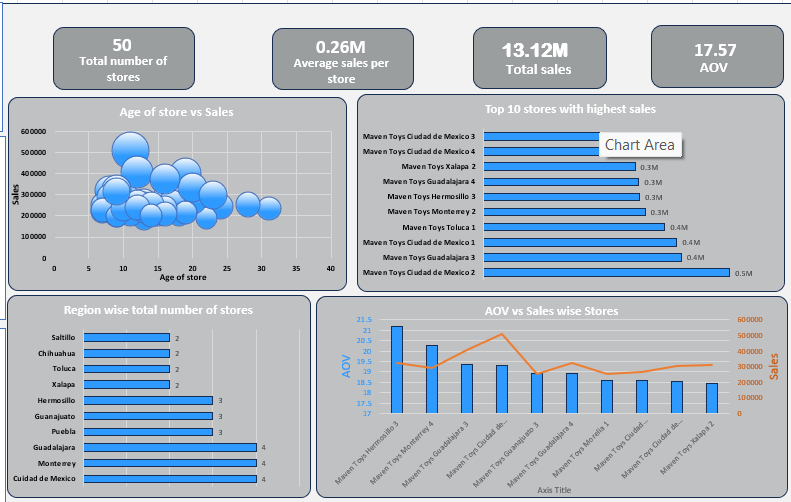 50
Total number of
stores
0.26M
Average sales per
store
13.12M
Total sales
17.57
AOV
Age of store vs Sales
Sales
600000
500000
400000
300000
200000
100000
0
0 5 10 15 20 25 30 35 40
Age of store
Top 10 stores with highest sales
Maven Toys Ciudad de Mexico 3
Chart Area
Maven Toys Ciudad de Mexico 4
Maven Toys Xalapa 2 0.3M
Maven Toys Guadalajara 4 0.3M
Maven Toys Hermosillo 3 0.3M
Maven Toys Monterrey 2 0.3M
Maven Toys Toluca 1 0.4M
Maven Toys Ciudad de Mexico 1 0.4M
Maven Toys Guadalajara 3 0.4M
Maven Toys Ciudad de Mexico 2 0.5M
Region wise total number of stores
Saltillo 2
Chihuahua 2
Toluca 2
Xalapa 2
Hermosillo 3
Guanajuato 3
Puebla 3
Guadalajara 4
Monterrey 4
Cuidad de Mexico 4
AOV vs Sales wise Stores
AOV
21.5
21
20.5
20
19.5
19
18.5
18
17.5
17
600000
500000
400000
300000
200000
100000
0
Sales
Maven Toys Hermosillo 3
Maven Toys Monterrey 4
Maven Toys Guadalajara 3
Maven Toys Ciudad de...
Maven Toys Guanajuato 3
Maven Toys Guadalajara 4
Maven Toys Morelia 1
Maven Toys Ciudad...
Maven Toys Ciudad de...
Maven Toys Xalapa 2
Axis Title